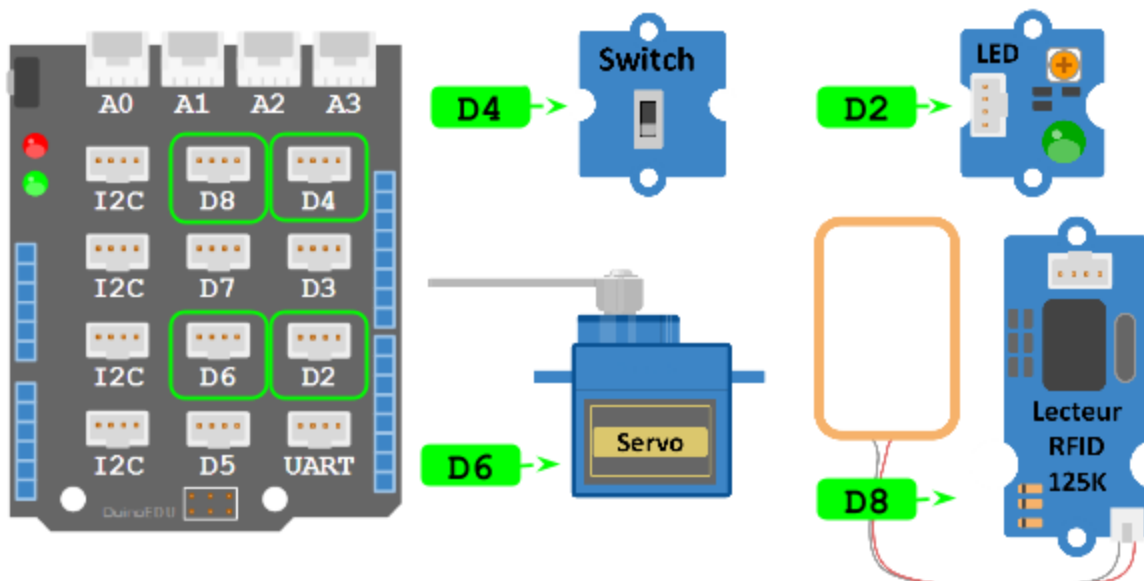 A0 A1 A2 A3
I2C D8 D4
I2C D7 D3
I2C D6 D2
I2C D5 UART
DuinoEDU
D4
Switch
D2
LED
D6
Servo
D8
Lecteur
RFID
125K